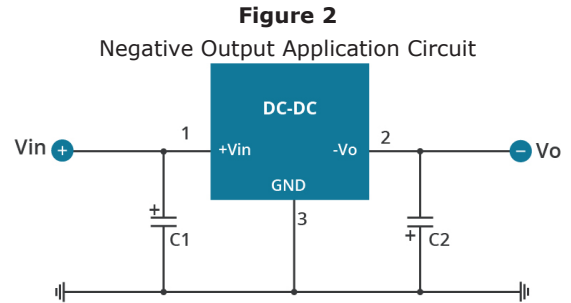 Figure 2
Negative Output Application Circuit
DC-DC
Vin + 1 +Vin -Vo 2 − Vo
GND
3
+ C1 + C2